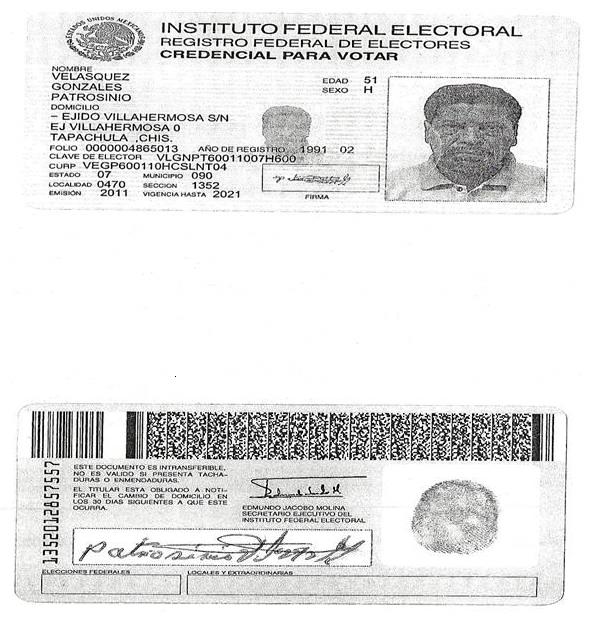 ESTADOS UNIDOS MEXICANOS
INSTITUTO FEDERAL ELECTORAL
REGISTRO FEDERAL DE ELECTORES
CREDENCIAL PARA VOTAR
NOMBRE
VELASQUEZ
GONZALES
PATROSINIO
EDAD 51
SEXO H
DOMICILIO
- EJIDO VILLAHERMOSA S/N
EJ VILLAHERMOSA 0
TAPACHULA ,CHIS.
FOLIO 0000004865013 AÑO DE REGISTRO 1991 02
CLAVE DE ELECTOR VLGNPT60011007H600
CURP VEGP600110HCSLNT04
ESTADO 07 MUNICIPIO 090
LOCALIDAD 0470 SECCION 1352
EMISIÓN 2011 VIGENCIA HASTA 2021
FIRMA
ESTE DOCUMENTO ES INTRANSFERIBLE,
NO ES VALIDO SI PRESENTA TACHA-
DURAS O ENMENDADURAS.
EL TITULAR ESTA OBLIGADO A NOTI-
FICAR EL CAMBIO DE DOMICILIO EN
LOS 30 DIAS SIGUIENTES A QUE ESTE
OCURRA.
EDMUNDO JACOBO MOLINA
SECRETARIO EJECUTIVO DEL
INSTITUTO FEDERAL ELECTORAL
1352012657557
patrosinio
ELECCIONES FEDERALES
LOCALES Y EXTRAORDINARIAS